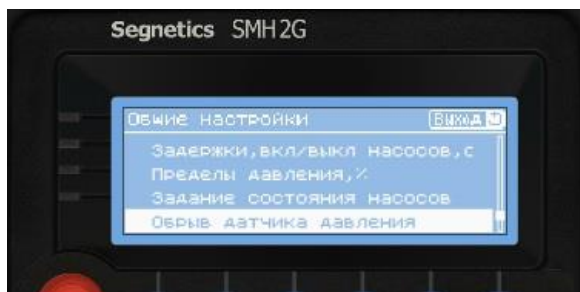 Segnetics SMH2G
Общие настройки Выход
Задержки,вкл/выкл насосов,с
Пределы давления,%
Задание состояния насосов
Обрыв датчика давления